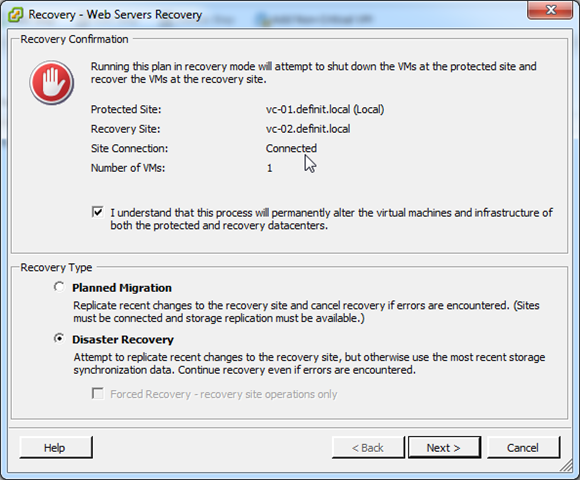 Recovery - Web Servers Recovery
Recovery Confirmation
Running this plan in recovery mode will attempt to shut down the VMs at the protected site and
recover the VMs at the recovery site.
Protected Site: vc-01.definit.local (Local)
Recovery Site: vc-02.definit.local
Site Connection: Connected
Number of VMs: 1
I understand that this process will permanently alter the virtual machines and infrastructure of
both the protected and recovery datacenters.
Recovery Type
Planned Migration
Replicate recent changes to the recovery site and cancel recovery if errors are encountered. (Sites
must be connected and storage replication must be available.)
Disaster Recovery
Attempt to replicate recent changes to the recovery site, but otherwise use the most recent storage
synchronization data. Continue recovery even if errors are encountered.
Forced Recovery - recovery site operations only
Help < Back Next > Cancel